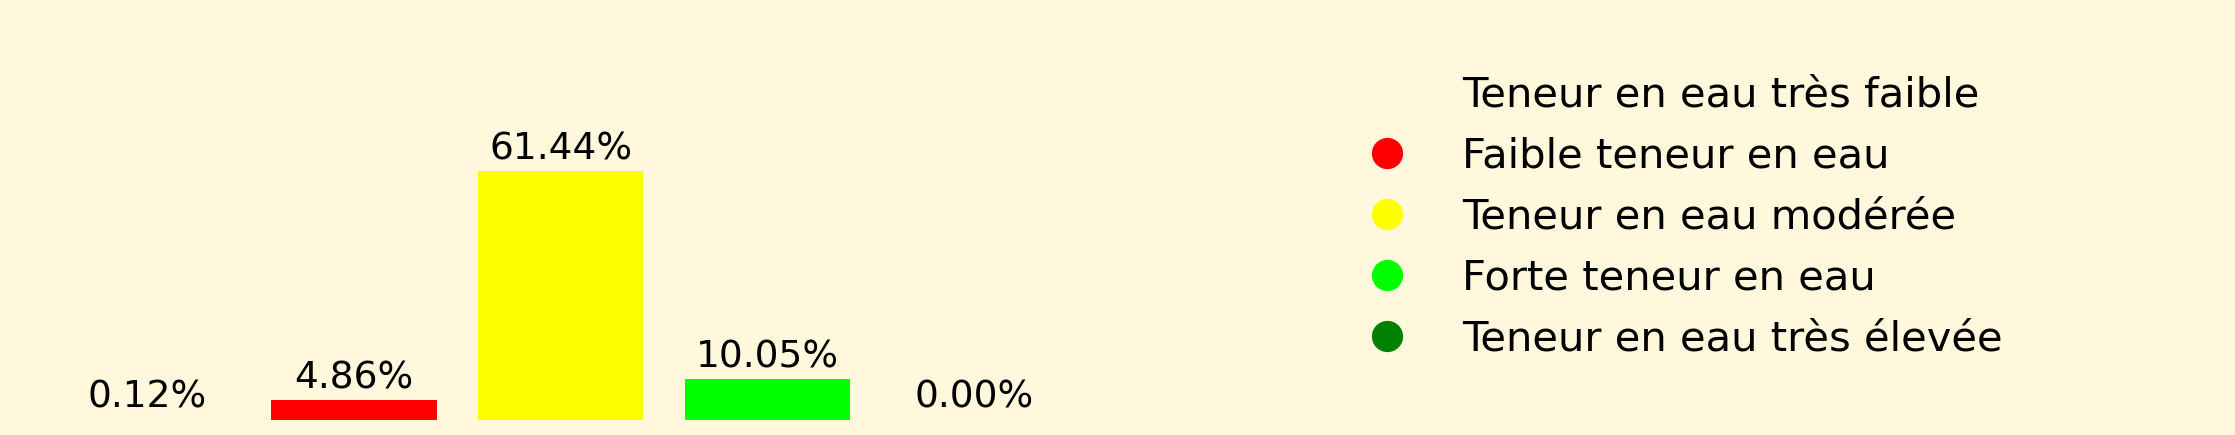 61.44%
10.05%
4.86%
0.12%
0.00%
Teneur en eau très faible
Faible teneur en eau
Teneur en eau modérée
Forte teneur en eau
Teneur en eau très élevée